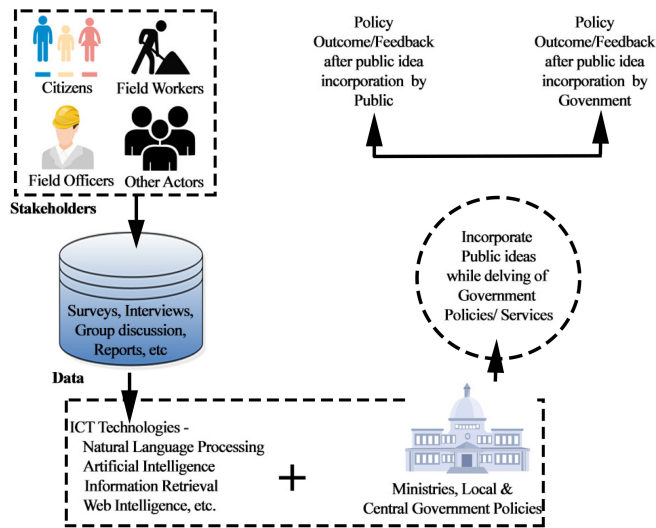 Citizens
Field Workers
Field Officers
Other Actors
Stakeholders
Surveys, Interviews,
Group discussion,
Reports, etc
Data
ICT Technologies -
Natural Language Processing
Artificial Intelligence
Information Retrieval
Web Intelligence, etc.
+
Ministries, Local &
Central Government Policies
Incorporate
Public ideas
while delving of
Government
Policies/ Services
Policy
Outcome/Feedback
after public idea
incorporation by
Public
Policy
Outcome/Feedback
after public idea
incorporation by
Govenment